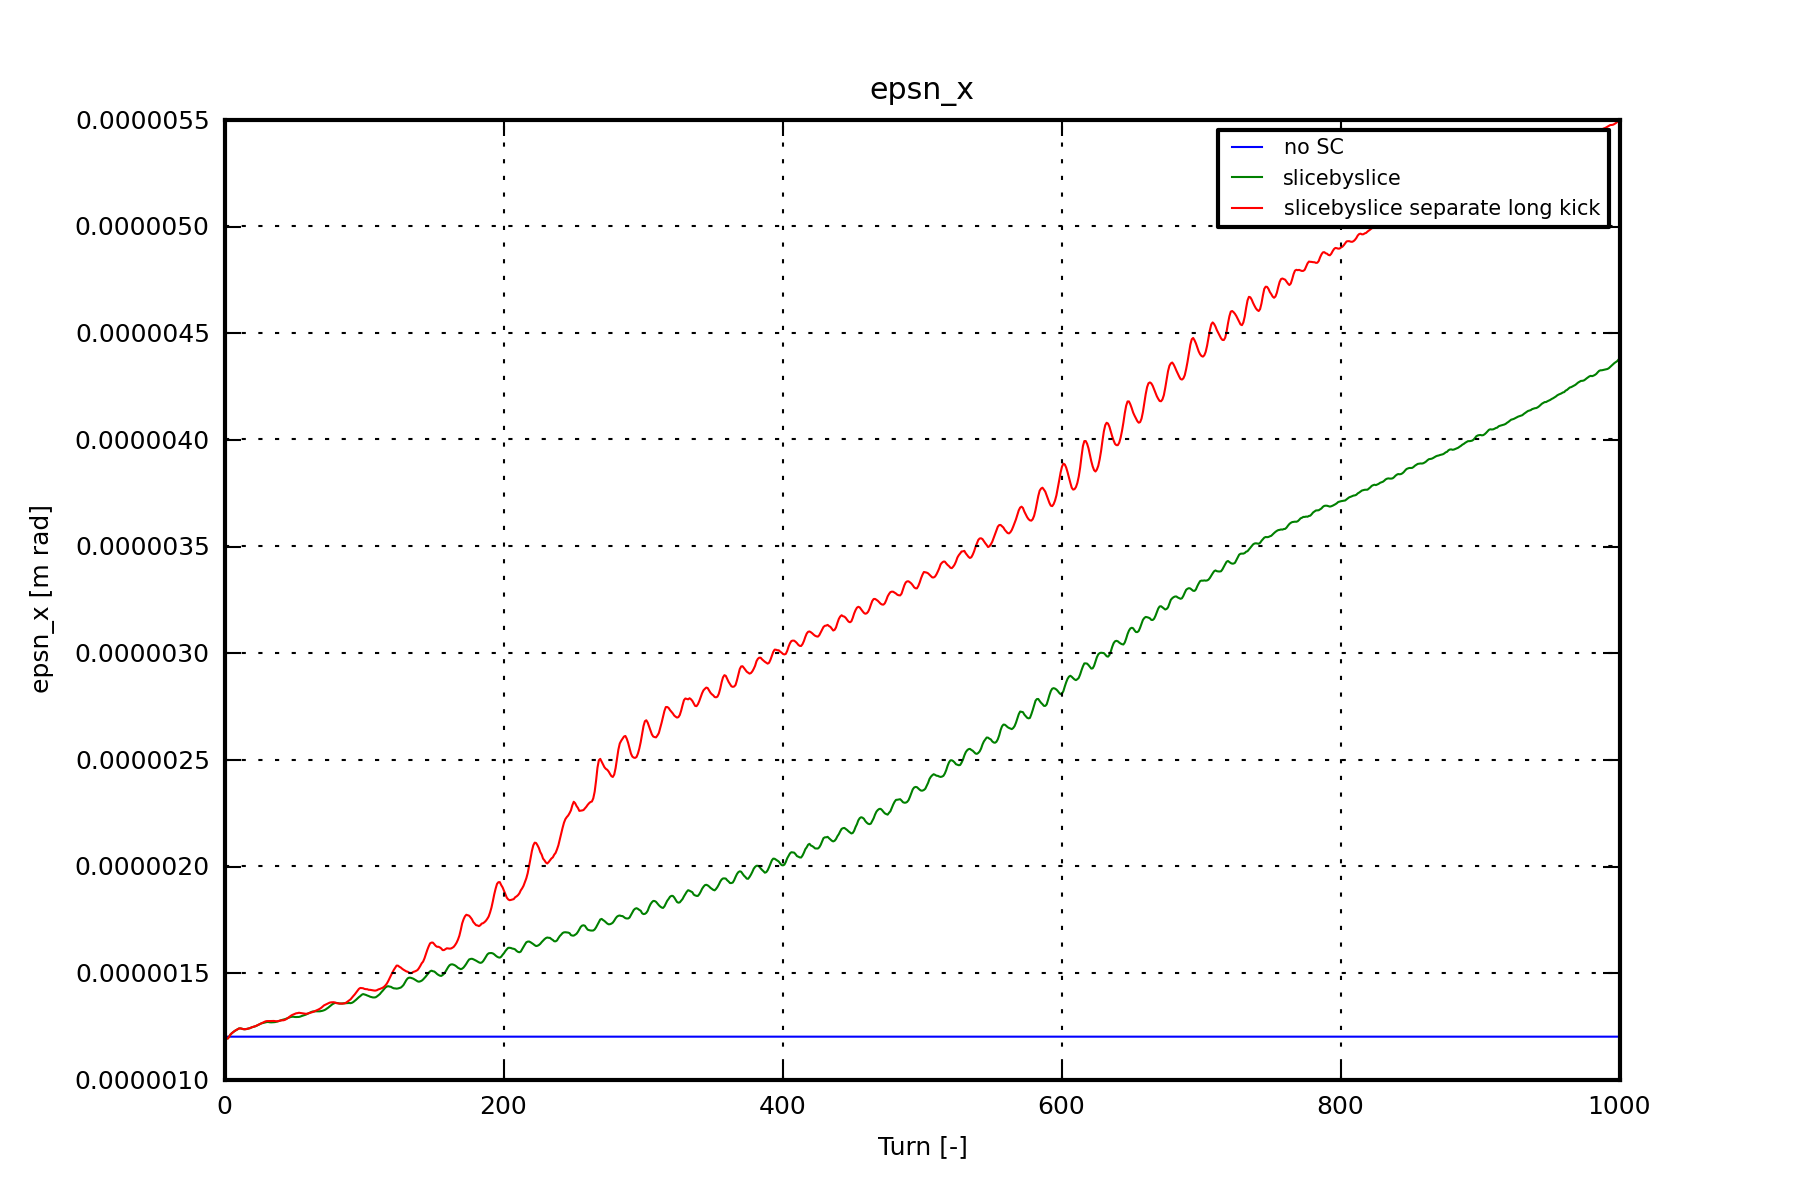 epsn_x
0.0000055
0.0000050
0.0000045
0.0000040
0.0000035
0.0000030
0.0000025
0.0000020
0.0000015
0.0000010
epsn_x [m rad]
no SC
slicebyslice
slicebyslice separate long kick
0 200 400 600 800 1000
Turn [-]